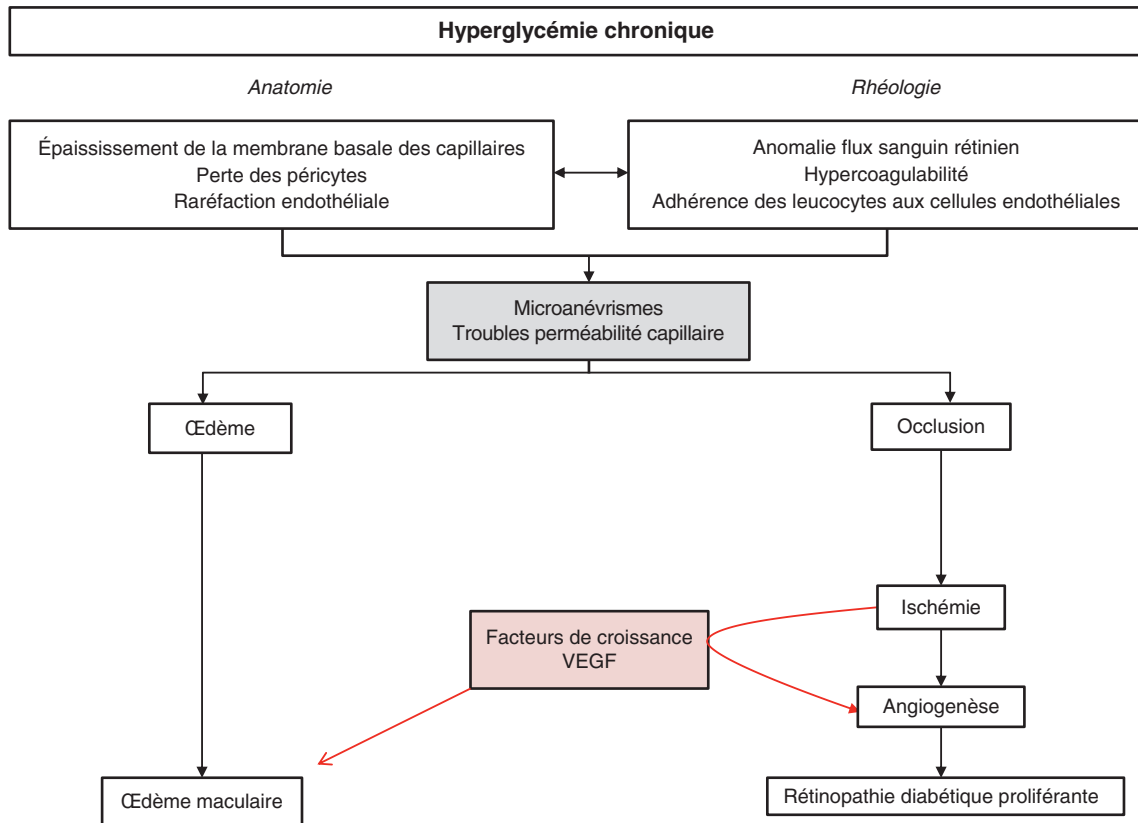 Hyperglycémie chronique
Anatomie
Rhéologie
Épaississement de la membrane basale des capillaires
Perte des péricytes
Raréfaction endothéliale
Anomalie flux sanguin rétinien
Hypercoagulabilité
Adhérence des leucocytes aux cellules endothéliales
Microanévrismes
Troubles perméabilité capillaire
Œdème
Occlusion
Ischémie
Facteurs de croissance
VEGF
Angiogenèse
Œdème maculaire
Rétinopathie diabétique proliférante